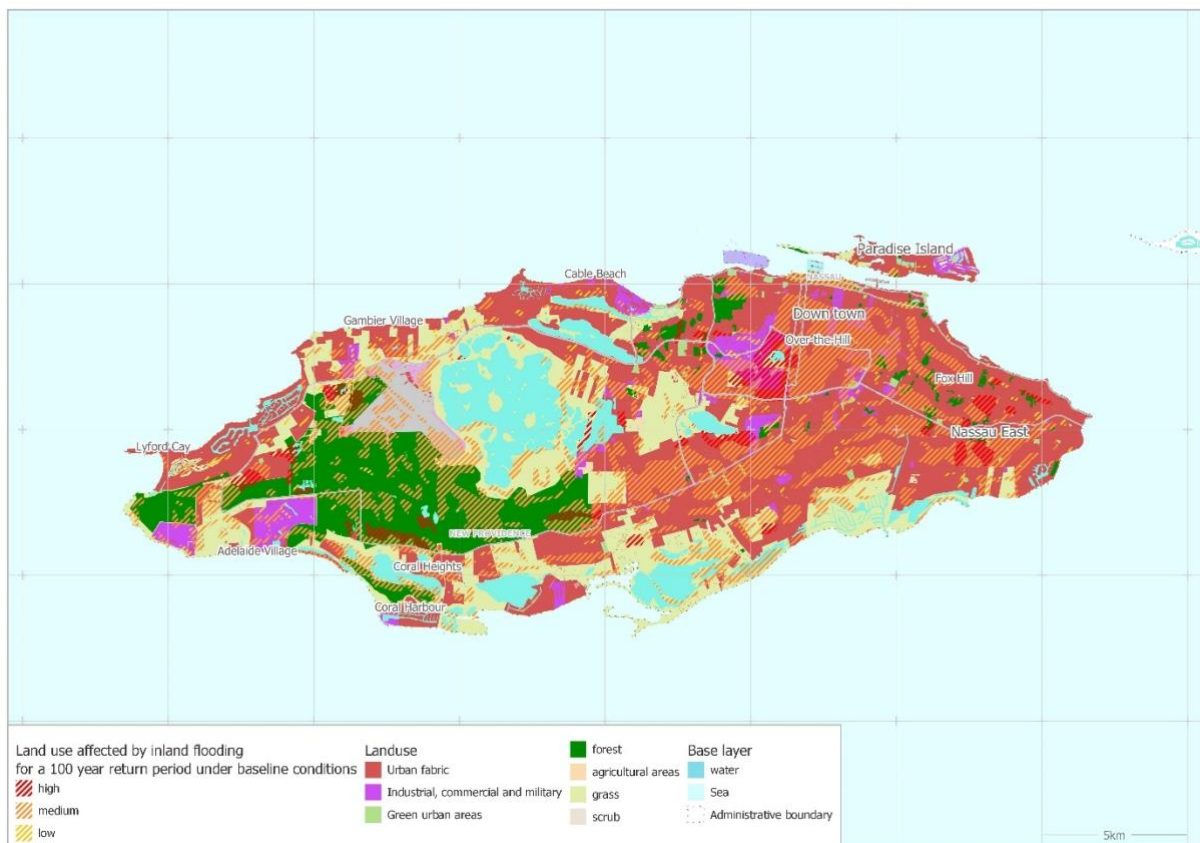 Paradise Island
Cable Beach
NASSAU
Down town
Gambier Village
Over-the-Hill
Fox Hill
Nassau East
Lyford Cay
NEW PROVIDENCE
Adelaide Village
Coral Heights
Coral Harbour
Land use affected by inland flooding
for a 100 year return period under baseline conditions
high
medium
low
Landuse
Urban fabric
Industrial, commercial and military
Green urban areas
forest
agricultural areas
grass
scrub
Base layer
water
Sea
Administrative boundary
5km